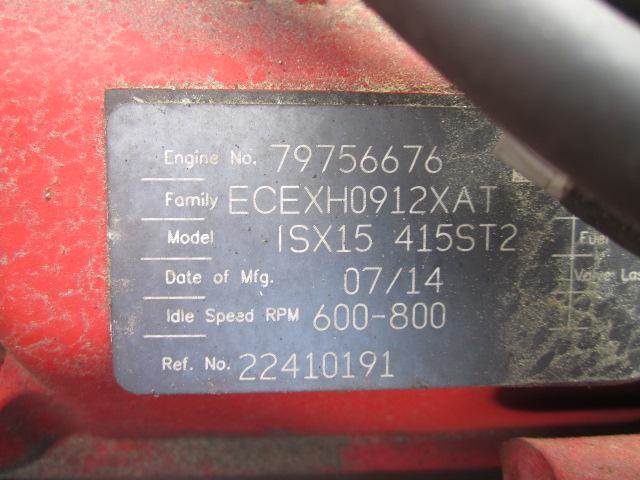 Engine No. 79756676
Family ECEXH0912XAT
Model ISX15 415ST2 Fuel
Date of Mfg. 07/14
Idle Speed RPM 600-800
Ref. No. 22410191